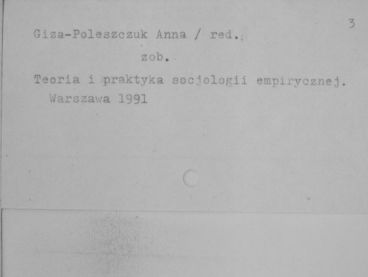 3
Giza-Poleszczuk Anna / red.
zob.
Teoria i praktyka socjologii empirycznej.
Warszawa 1991